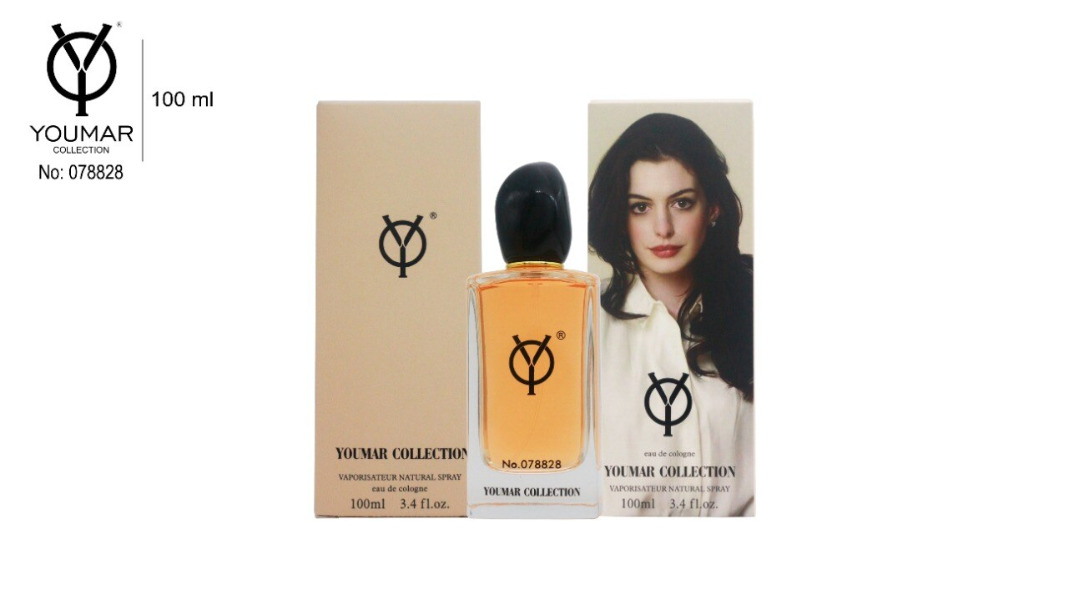 ®
YOUMAR
COLLECTION
No: 078828
100 ml
®
YOUMAR COLLECTION
VAPORISATEUR NATURAL SPRAY
eau de cologne
100ml 3.4 fl.oz.
®
No.078828
YOUMAR COLLECTION
eau de cologne
YOUMAR COLLECTION
VAPORISATEUR NATURAL SPRAY
100ml 3.4 fl.oz.